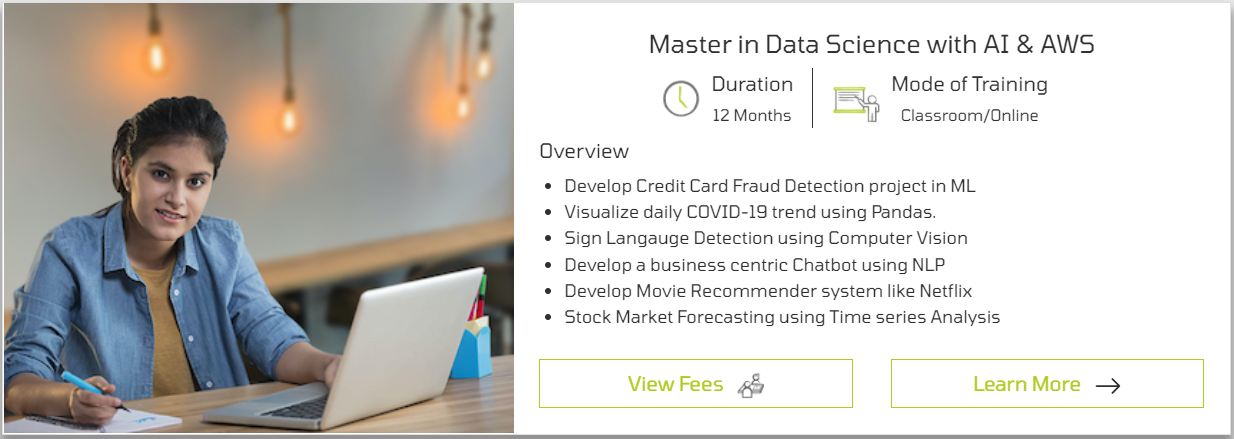 Master in Data Science with AI & AWS
Duration
12 Months
Mode of Training
Classroom/Online
Overview
• Develop Credit Card Fraud Detection project in ML
• Visualize daily COVID-19 trend using Pandas.
• Sign Langauge Detection using Computer Vision
• Develop a business centric Chatbot using NLP
• Develop Movie Recommender system like Netflix
• Stock Market Forecasting using Time series Analysis
View Fees
Learn More →